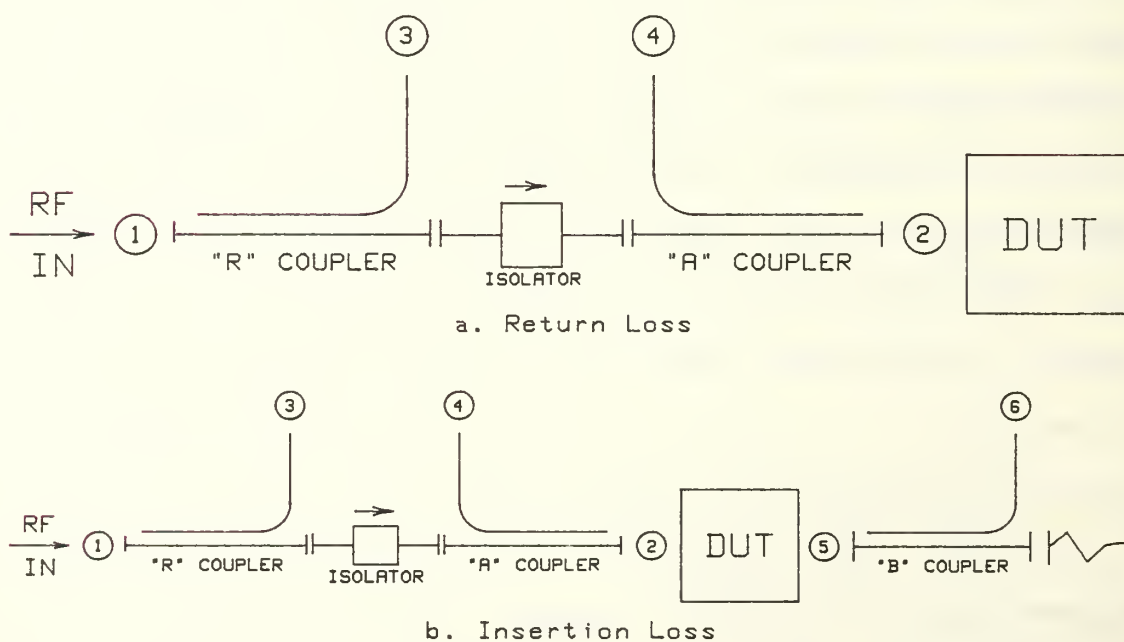 3
4
RF
IN
1
"R" COUPLER
ISOLATOR
"A" COUPLER
2
DUT
a. Return Loss
3
4
6
RF
IN
1
"R" COUPLER
ISOLATOR
"A" COUPLER
2
DUT
5
"B" COUPLER
b. Insertion Loss